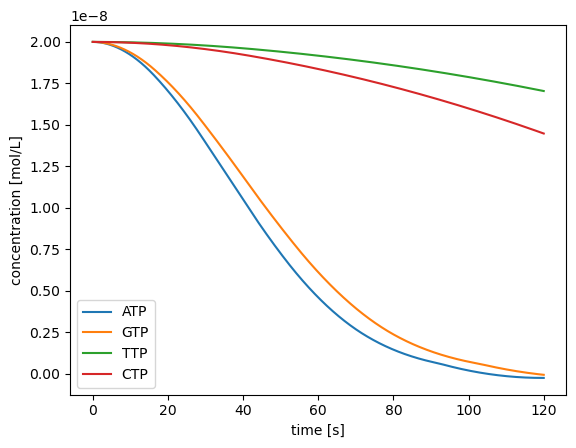 1e−8
2.00
1.75
1.50
1.25
1.00
0.75
0.50
0.25
0.00
concentration [mol/L]
ATP
GTP
TTP
CTP
0 20 40 60 80 100 120
time [s]